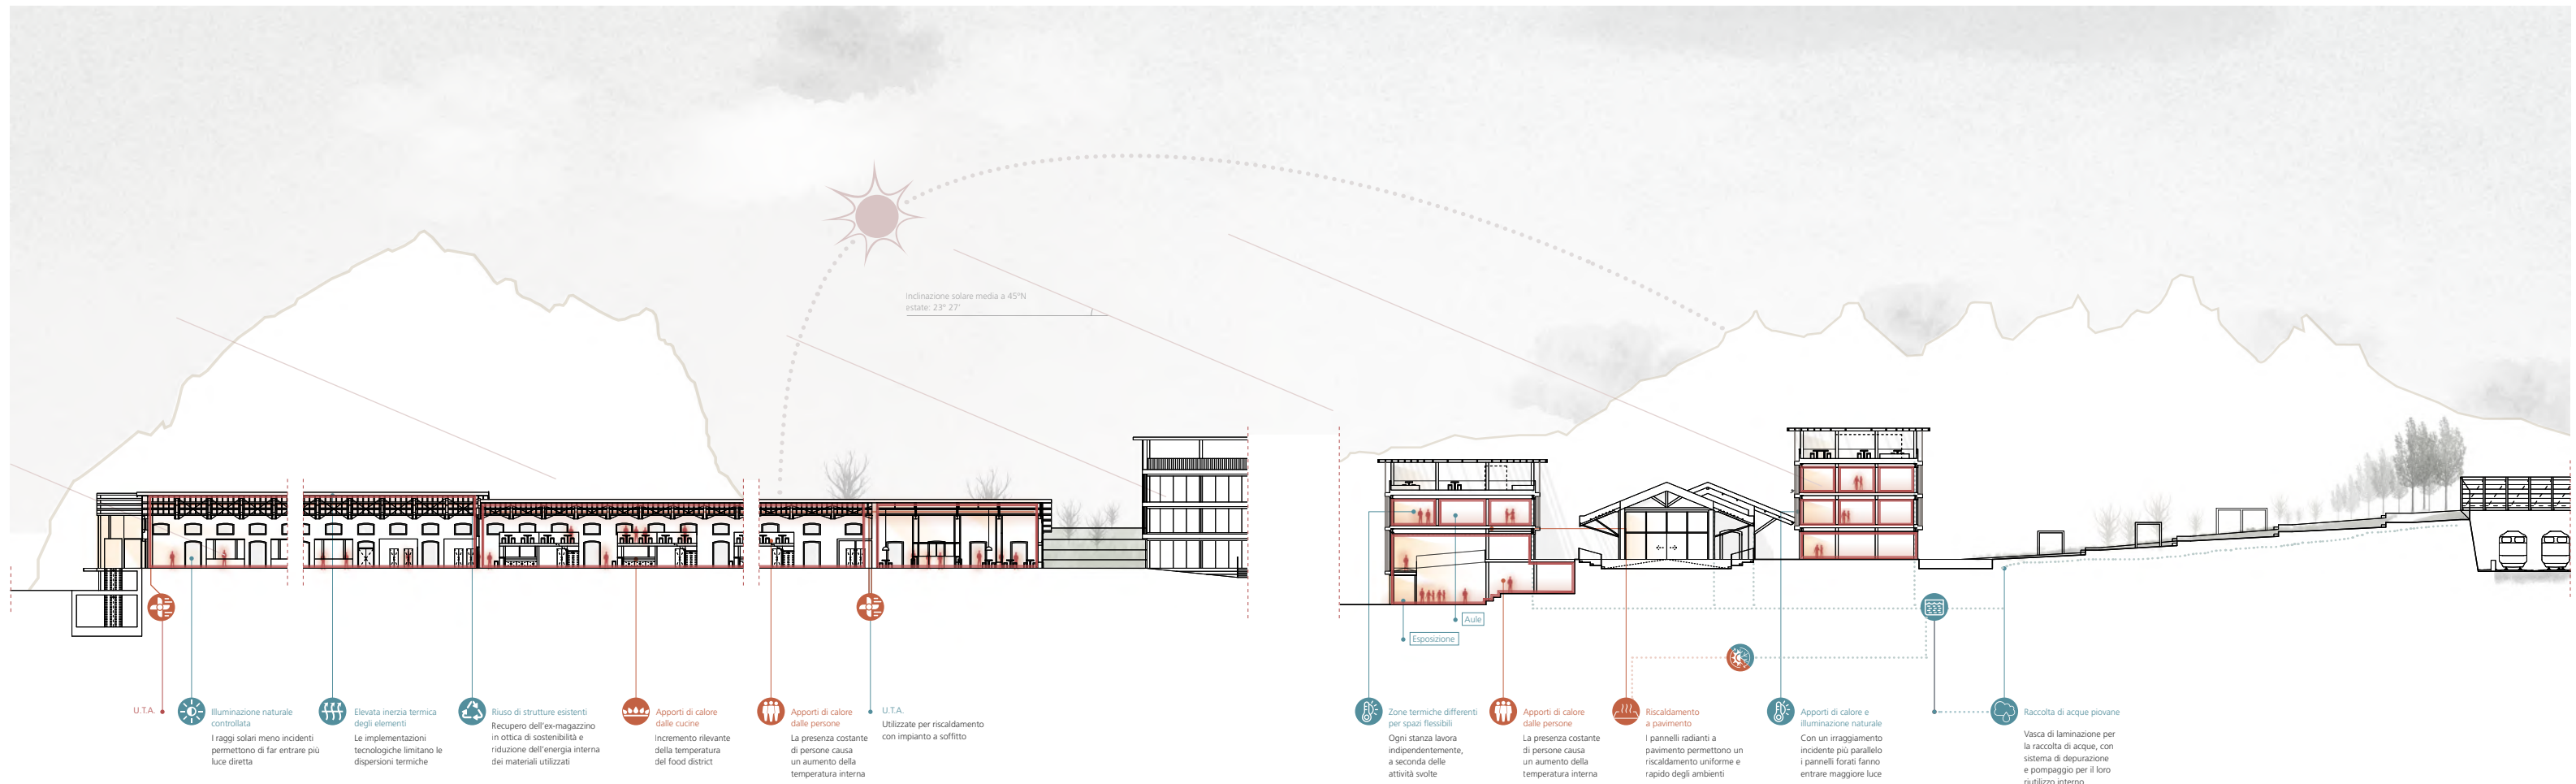 Inclinazione solare media a 45°N
estate: 23° 27'
Aule
Esposizione
U.T.A.
Illuminazione naturale
controllata
I raggi solari meno incidenti
permettono di far entrare più
luce diretta
Elevata inerzia termica
degli elementi
Le implementazioni
tecnologiche limitano le
dispersioni termiche
Riuso di strutture esistenti
Recupero dell'ex-magazzino
in ottica di sostenibilità e
riduzione dell'energia interna
dei materiali utilizzati
Apporti di calore
dalle cucine
Incremento rilevante
della temperatura
del food district
Apporti di calore
dalle persone
La presenza costante
di persone causa
un aumento della
temperatura interna
U.T.A.
Utilizzate per riscaldamento
con impianto a soffitto
Zone termiche differenti
per spazi flessibili
Ogni stanza lavora
indipendentemente,
a seconda delle
attività svolte
Apporti di calore
dalle persone
La presenza costante
di persone causa
un aumento della
temperatura interna
Riscaldamento
a pavimento
I pannelli radianti a
pavimento permettono un
riscaldamento uniforme e
rapido degli ambienti
Apporti di calore e
illuminazione naturale
Con un irraggiamento
incidente più parallelo
i pannelli forati fanno
entrare maggiore luce
Raccolta di acque piovane
Vasca di laminazione per
la raccolta di acqua, con
sistema di depurazione
e pompaggio per il loro
riutilizzo interno